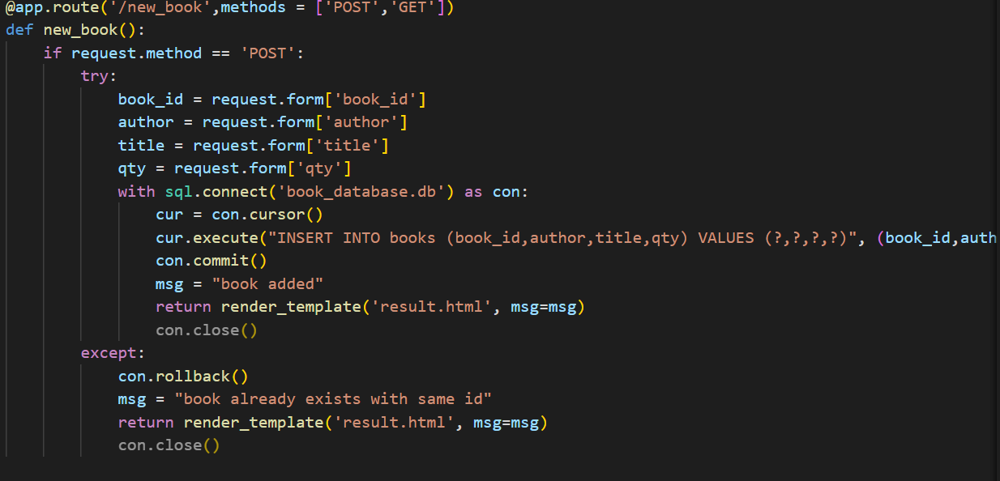 @app.route('/new_book',methods = ['POST','GET'])
def new_book():
    if request.method == 'POST':
        try:
            book_id = request.form['book_id']
            author = request.form['author']
            title = request.form['title']
            qty = request.form['qty']
            with sql.connect('book_database.db') as con:
                cur = con.cursor()
                cur.execute("INSERT INTO books (book_id,author,title,qty) VALUES (?,?,?,?)", (book_id,auth
                con.commit()
                msg = "book added"
                return render_template('result.html', msg=msg)
                con.close()
        except:
            con.rollback()
            msg = "book already exists with same id"
            return render_template('result.html', msg=msg)
            con.close()